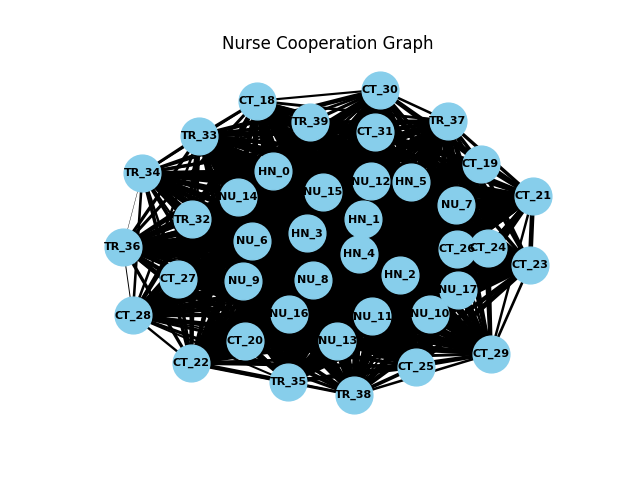 Nurse Cooperation Graph
CT_30
CT_18
TR_39
TR_37
CT_31
TR_33
CT_19
HN_0
TR_34
NU_12
HN_5
NU_15
CT_21
NU_14
NU_7
TR_32
HN_1
HN_3
NU_6
TR_36
CT_26
CT_24
HN_4
CT_23
HN_2
CT_27
NU_9
NU_8
NU_17
NU_16
CT_28
NU_11
NU_10
CT_20
NU_13
CT_29
CT_22
CT_25
TR_35
TR_38